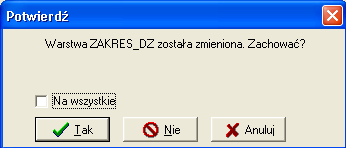 Potwierdź
Warstwa ZAKRES_DZ została zmieniona. Zachować?
Na wszystkie
Tak
Nie
Anuluj